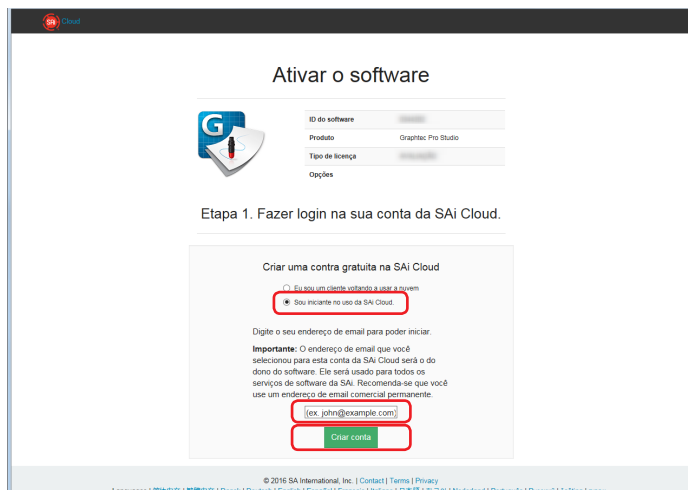 SAi Cloud
Ativar o software
G
ID do software
Produto Graphtec Pro Studio
Tipo de licença
Opções
Etapa 1. Fazer login na sua conta da SAi Cloud.
Criar uma contra gratuita na SAi Cloud
Eu sou um cliente voltando a usar a nuvem
Sou iniciante no uso da SAi Cloud.
Digite o seu endereço de email para poder iniciar.
Importante: O endereço de email que você
selecionou para esta conta da SAi Cloud será o do
dono do software. Ele será usado para todos os
serviços de software da SAi. Recomenda-se que você
use um endereço de email comercial permanente.
(ex. john@example.com)
Criar conta
© 2016 SA International, Inc. | Contact | Terms | Privacy